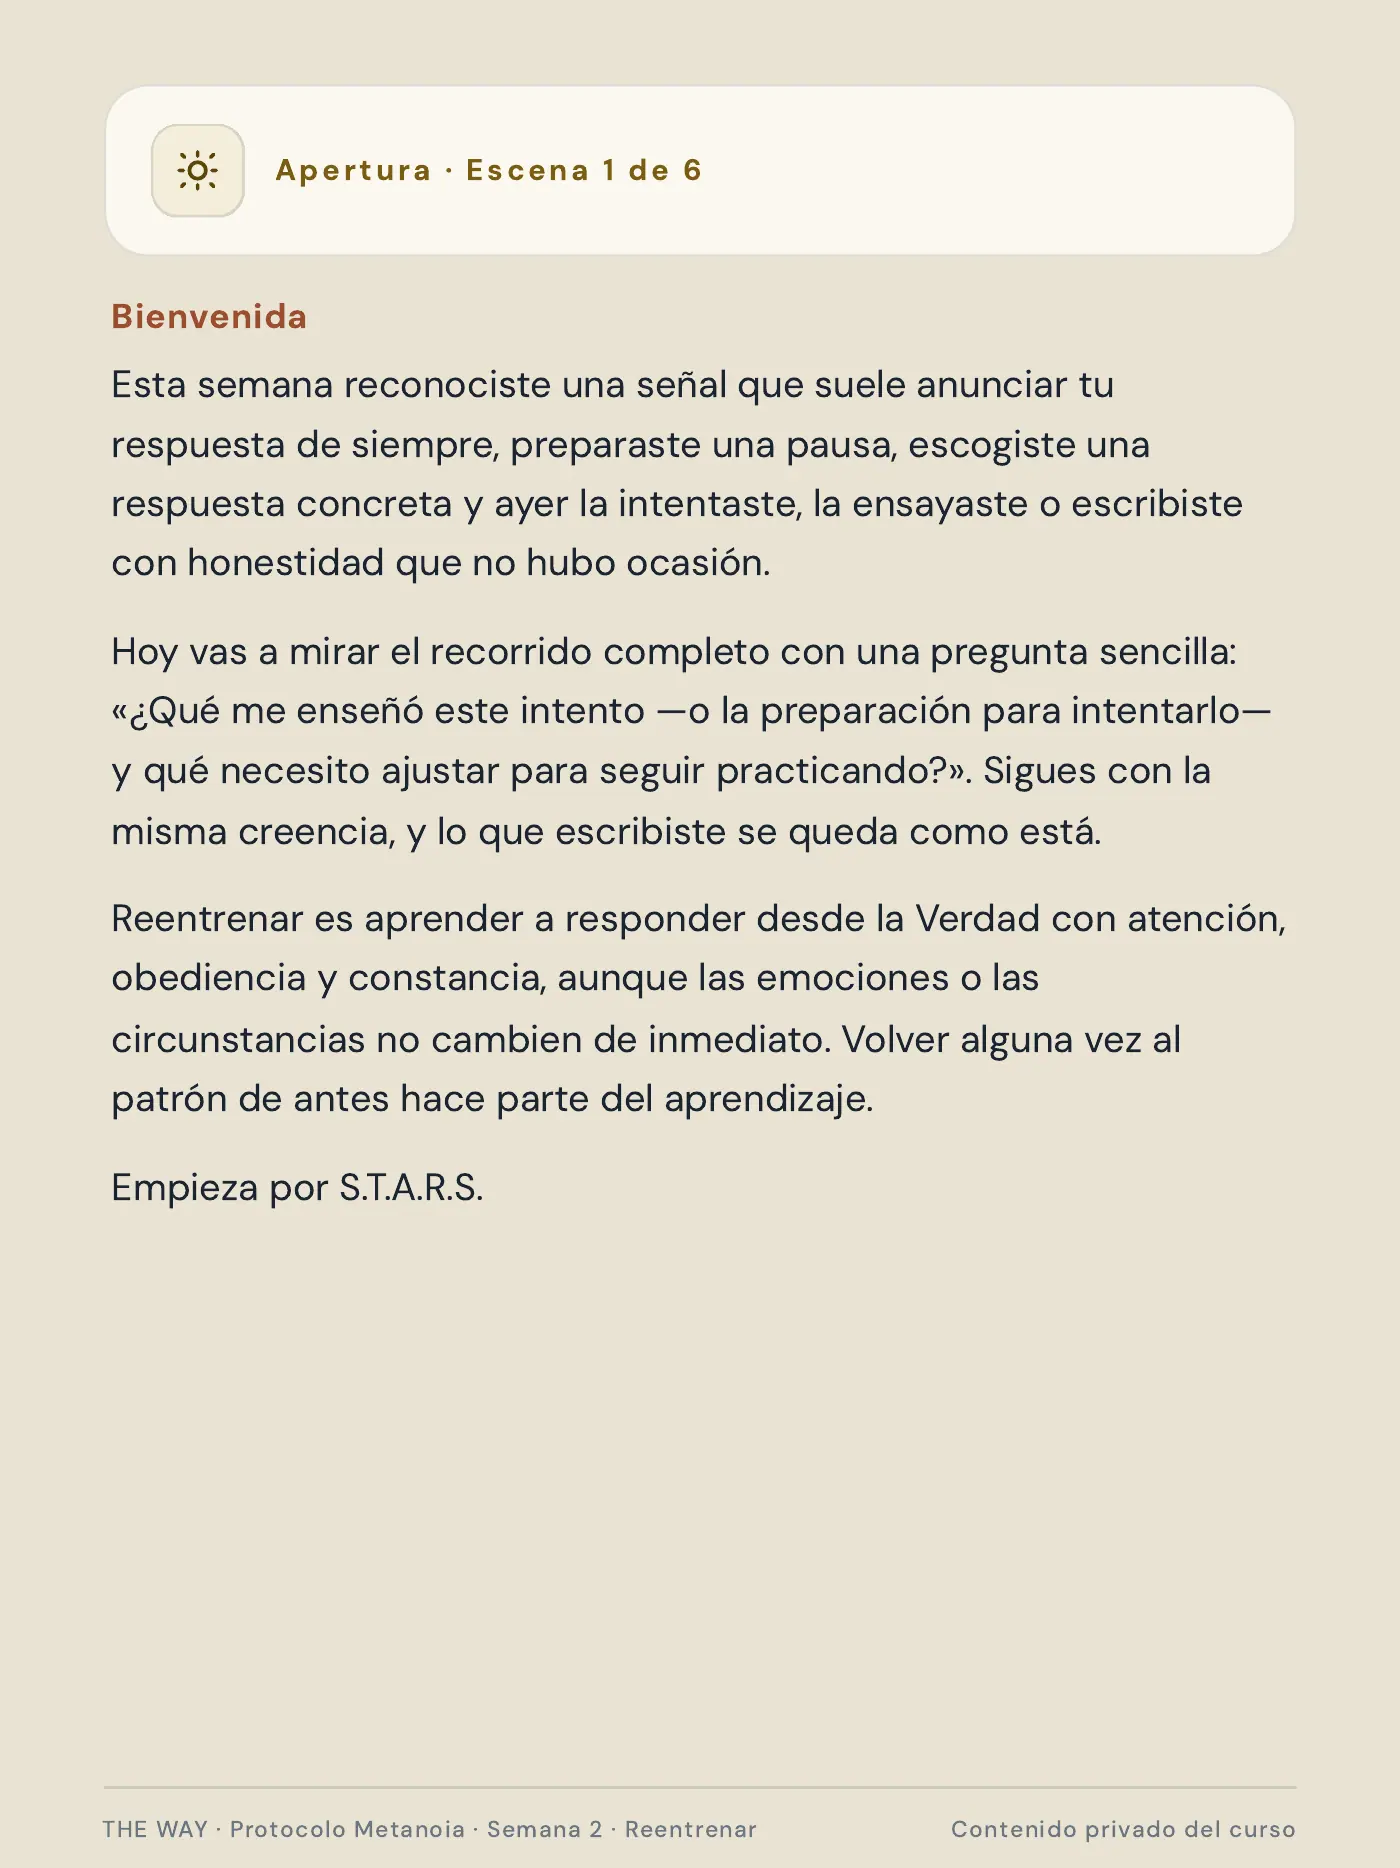 Apertura · Escena 1 de 6
Bienvenida
Esta semana reconociste una señal que suele anunciar tu
respuesta de siempre, preparaste una pausa, escogiste una
respuesta concreta y ayer la intentaste, la ensayaste o escribiste
con honestidad que no hubo ocasión.
Hoy vas a mirar el recorrido completo con una pregunta sencilla:
«¿Qué me enseñó este intento —o la preparación para intentarlo—
y qué necesito ajustar para seguir practicando?». Sigues con la
misma creencia, y lo que escribiste se queda como está.
Reentrenar es aprender a responder desde la Verdad con atención,
obediencia y constancia, aunque las emociones o las
circunstancias no cambien de inmediato. Volver alguna vez al
patrón de antes hace parte del aprendizaje.
Empieza por S.T.A.R.S.
THE WAY · Protocolo Metanoia · Semana 2 · Reentrenar
Contenido privado del curso